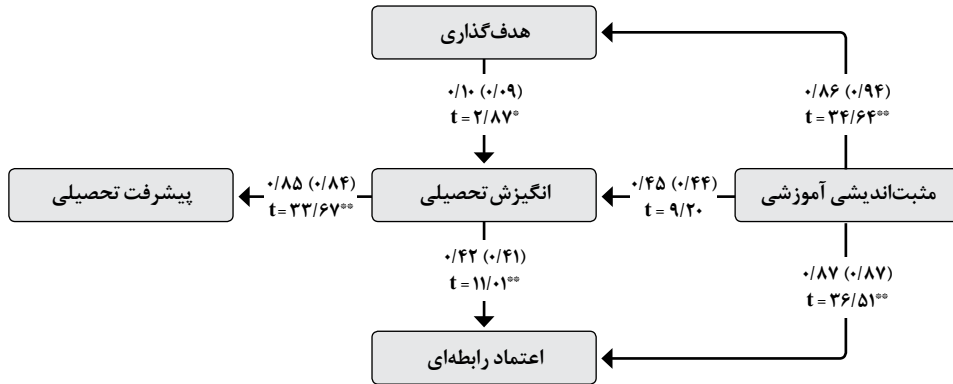 هدف‌گذاری
۰/۱۰ (۰/۰۹)
t = ۲/۸۷*
۰/۸۶ (۰/۹۴)
t = ۳۴/۶۴**
مثبت‌اندیشی آموزشی
۰/۴۵ (۰/۴۴)
t = ۹/۲۰
انگیزش تحصیلی
۰/۸۵ (۰/۸۴)
t = ۳۳/۶۷**
پیشرفت تحصیلی
۰/۴۲ (۰/۴۱)
t = ۱۱/۰۱**
۰/۸۷ (۰/۸۷)
t = ۳۶/۵۱**
اعتماد رابطه‌ای